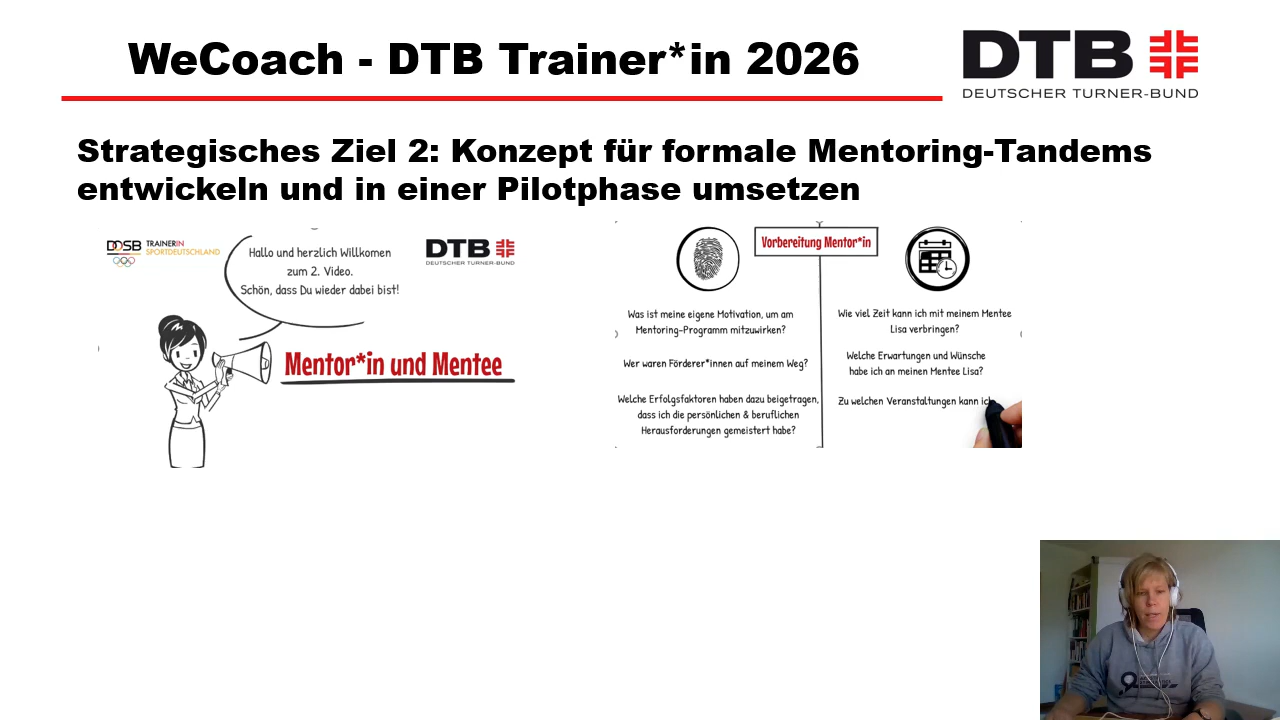 WeCoach - DTB Trainer*in 2026
DTB
DEUTSCHER TURNER-BUND
Strategisches Ziel 2: Konzept für formale Mentoring-Tandems
entwickeln und in einer Pilotphase umsetzen
DOSB
TRAINERIN
SPORTDEUTSCHLAND
Hallo und herzlich Willkomen
zum 2. Video.
Schön, dass Du wieder dabei bist!
DTB
DEUTSCHER TURNER-BUND
Mentor*in und Mentee
Vorbereitung Mentor*in
Was ist meine eigene Motivation, um am
Mentoring-Programm mitzuwirken?
Wer waren Förderer*innen auf meinem Weg?
Welche Erfolgsfaktoren haben dazu beigetragen,
dass ich die persönlichen & beruflichen
Herausforderungen gemeistert habe?
Wie viel Zeit kann ich mit meinem Mentee
Lisa verbringen?
Welche Erwartungen und Wünsche
habe ich an meinen Mentee Lisa?
Zu welchen Veranstaltungen kann ich